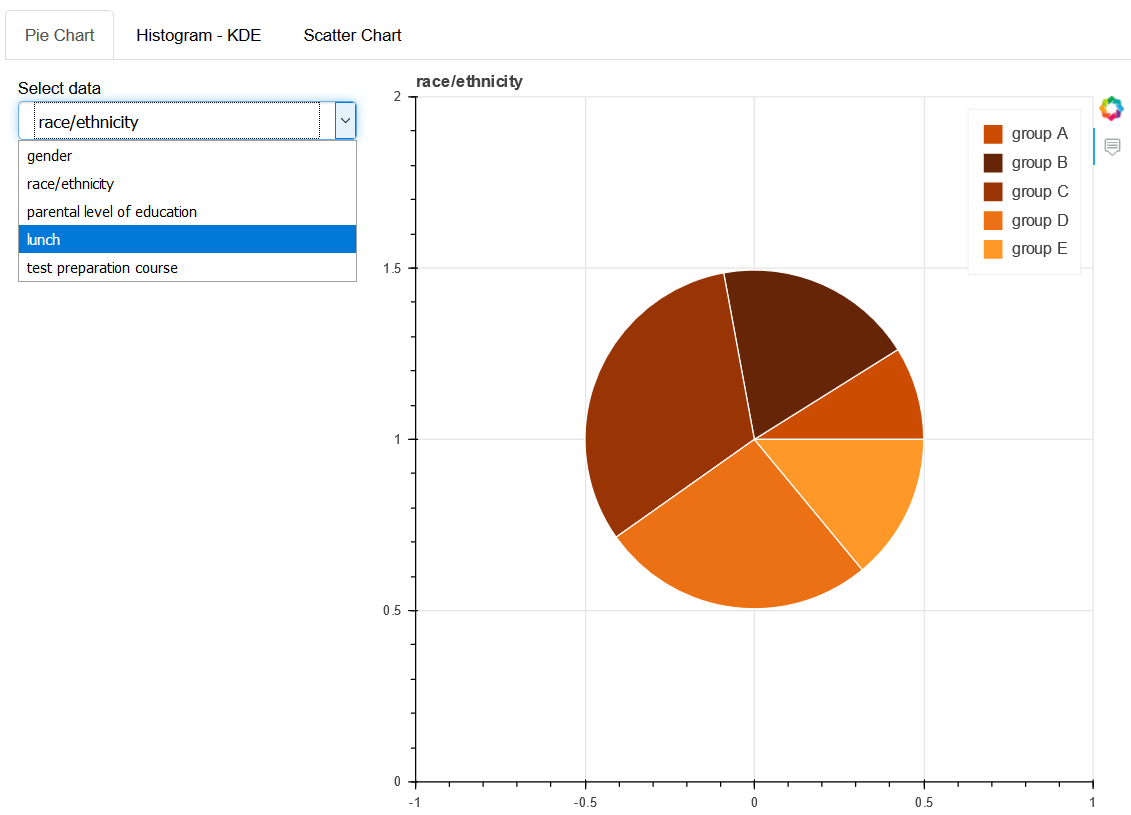 Pie Chart Histogram - KDE Scatter Chart
Select data
race/ethnicity
gender
race/ethnicity
parental level of education
lunch
test preparation course
race/ethnicity
2
1.5
1
0.5
0
-1 -0.5 0 0.5 1
group A
group B
group C
group D
group E